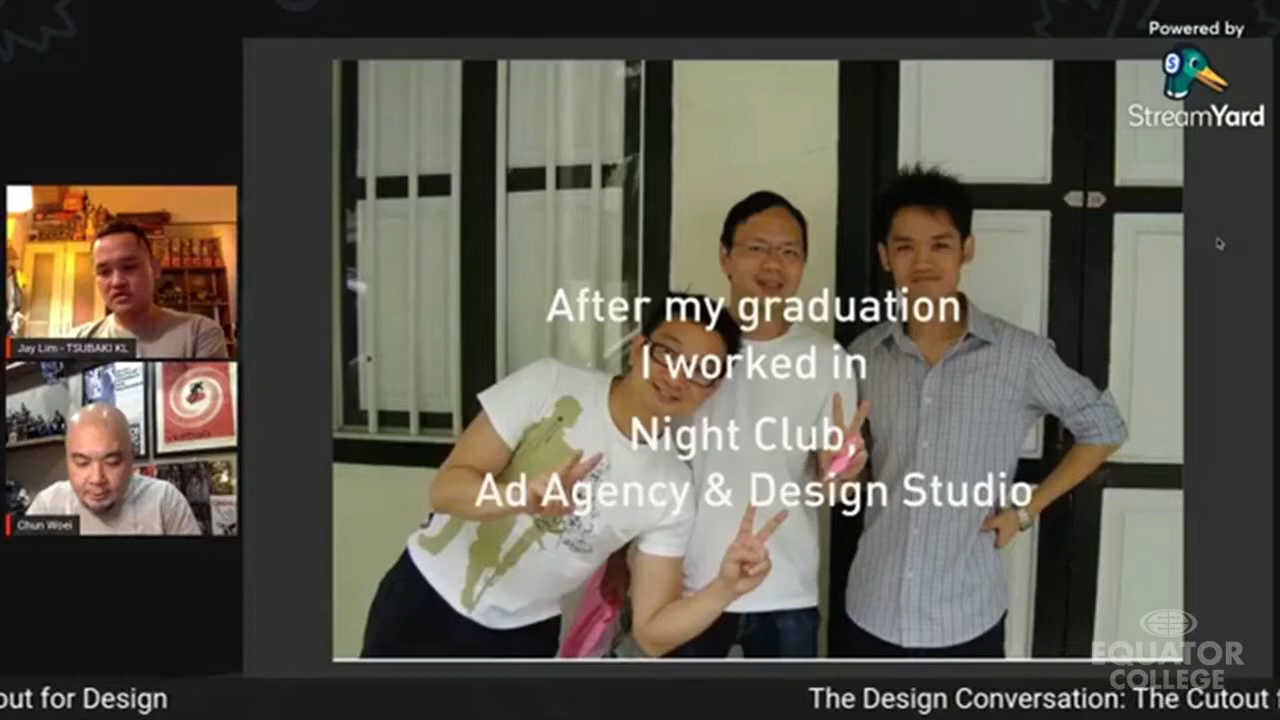 Powered by
StreamYard
After my graduation
I worked in
Night Club,
Ad Agency & Design Studio
Jay Lim - TSUBAKI KL
Chun Woei
EQUATOR
COLLEGE
out for Design
The Design Conversation: The Cutout